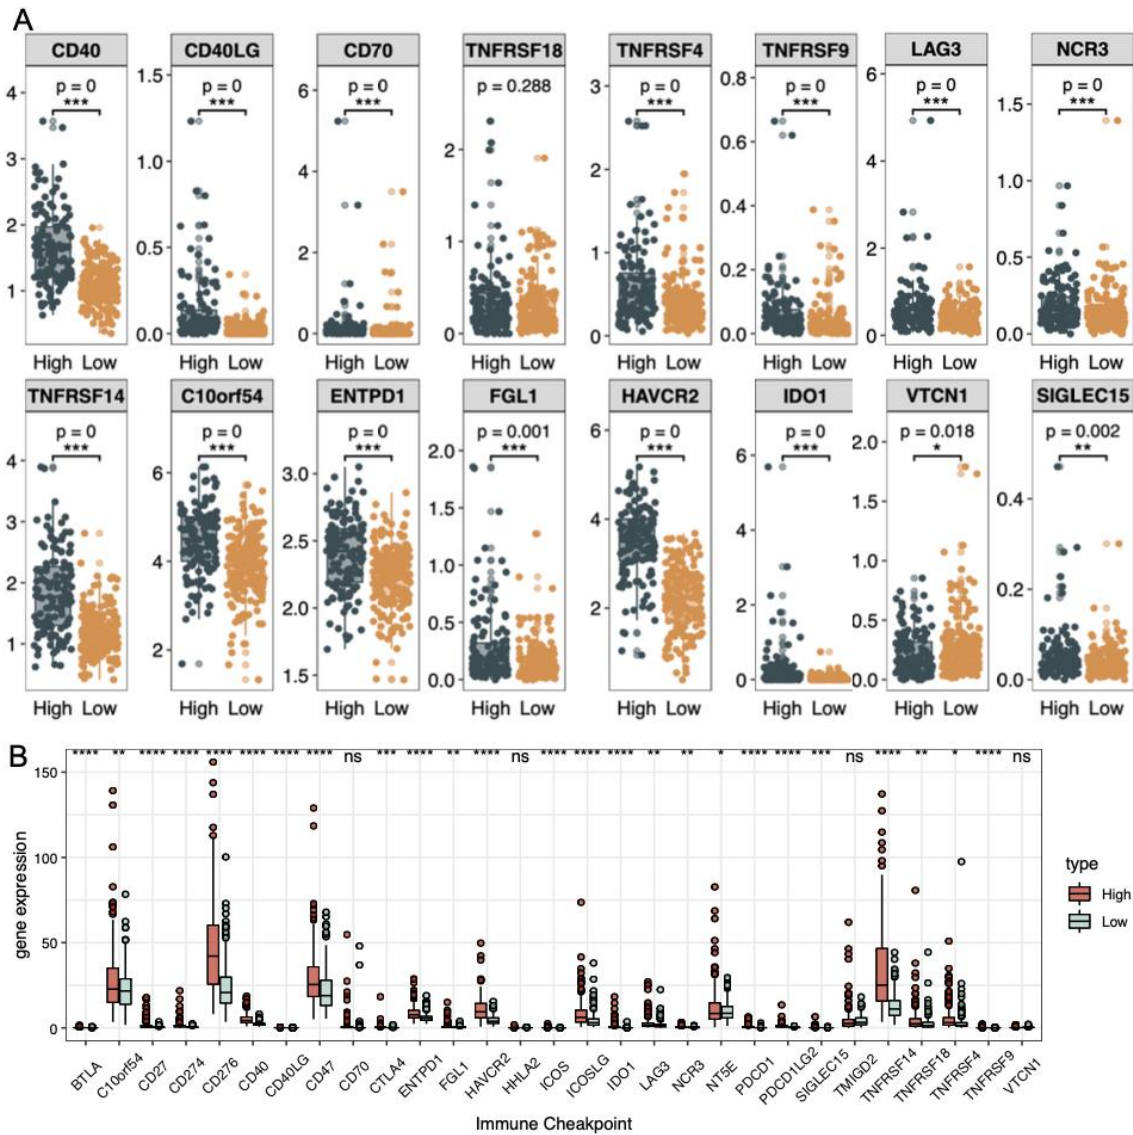 A
CD40 CD40LG CD70 TNFRSF18 TNFRSF4 TNFRSF9 LAG3 NCR3
p = 0 p = 0 p = 0 p = 0.288 p = 0 p = 0 p = 0 p = 0
*** *** *** *** *** *** ***
4 3 2 1
1.5 1.0 0.5 0.0
6 4 2 0
2 1 0
3 2 1 0
0.8 0.6 0.4 0.2 0.0
6 4 2 0
1.5 1.0 0.5 0.0
High Low High Low High Low High Low High Low High Low High Low High Low
TNFRSF14 C10orf54 ENTPD1 FGL1 HAVCR2 IDO1 VTCN1 SIGLEC15
p = 0 p = 0 p = 0 p = 0.001 p = 0 p = 0 p = 0.018 p = 0.002
*** *** *** *** *** *** * **
4 3 2 1
6 4 2
3.0 2.5 2.0 1.5
2.0 1.5 1.0 0.5 0.0
6 4 2
6 4 2 0
2.0 1.5 1.0 0.5 0.0
0.4 0.2 0.0
High Low High Low High Low High Low High Low High Low High Low High Low
B
**** ** **** **** **** **** **** **** ns *** **** ** **** ns **** **** **** ** ** * **** **** *** ns **** ** * **** ns
150
100
50
0
gene expression
BTLA C10orf54 CD27 CD274 CD276 CD40 CD40LG CD47 CD70 CTLA4 ENTPD1 FGL1 HAVCR2 HHLA2 ICOS ICOSLG IDO1 LAG3 NCR3 NT5E PDCD1 PDCD1LG2 SIGLEC15 TMIGD2 TNFRSF14 TNFRSF18 TNFRSF4 TNFRSF9 VTCN1
Immune Checkpoint
type
High
Low